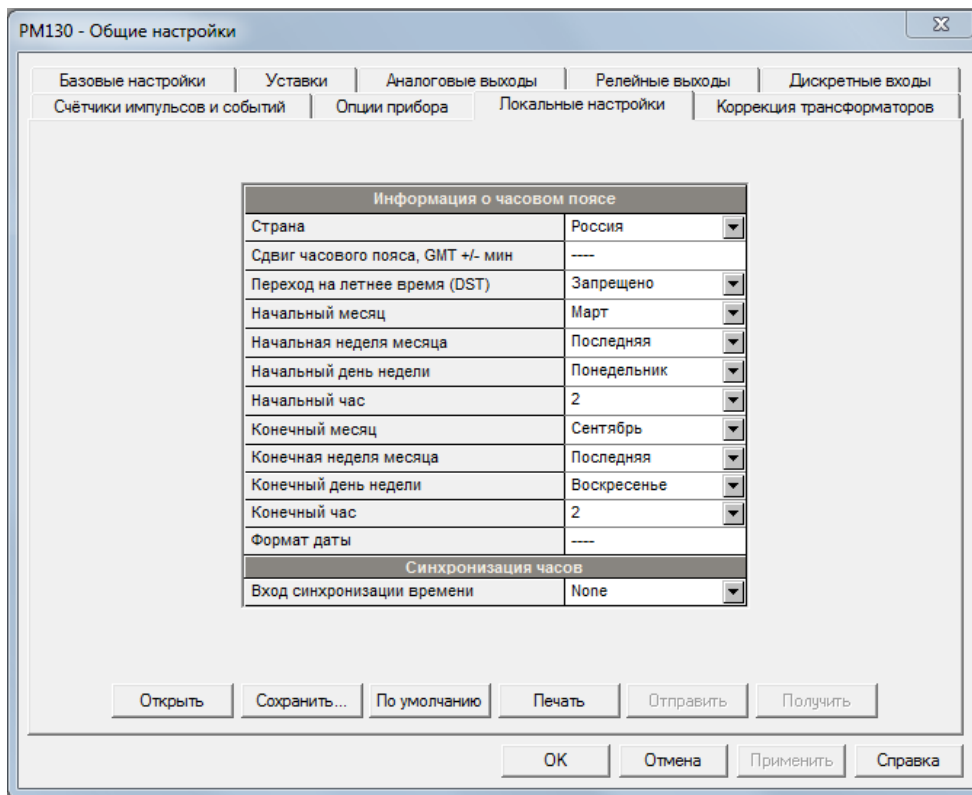 PM130 - Общие настройки
Базовые настройки Уставки Аналоговые выходы Релейные выходы Дискретные входы
Счётчики импульсов и событий Опции прибора Локальные настройки Коррекция трансформаторов
Информация о часовом поясе
Страна Россия
Сдвиг часового пояса, GMT +/- мин ----
Переход на летнее время (DST) Запрещено
Начальный месяц Март
Начальная неделя месяца Последняя
Начальный день недели Понедельник
Начальный час 2
Конечный месяц Сентябрь
Конечная неделя месяца Последняя
Конечный день недели Воскресенье
Конечный час 2
Формат даты ----
Синхронизация часов
Вход синхронизации времени None
Открыть Сохранить... По умолчанию Печать Отправить Получить
OK Отмена Применить Справка